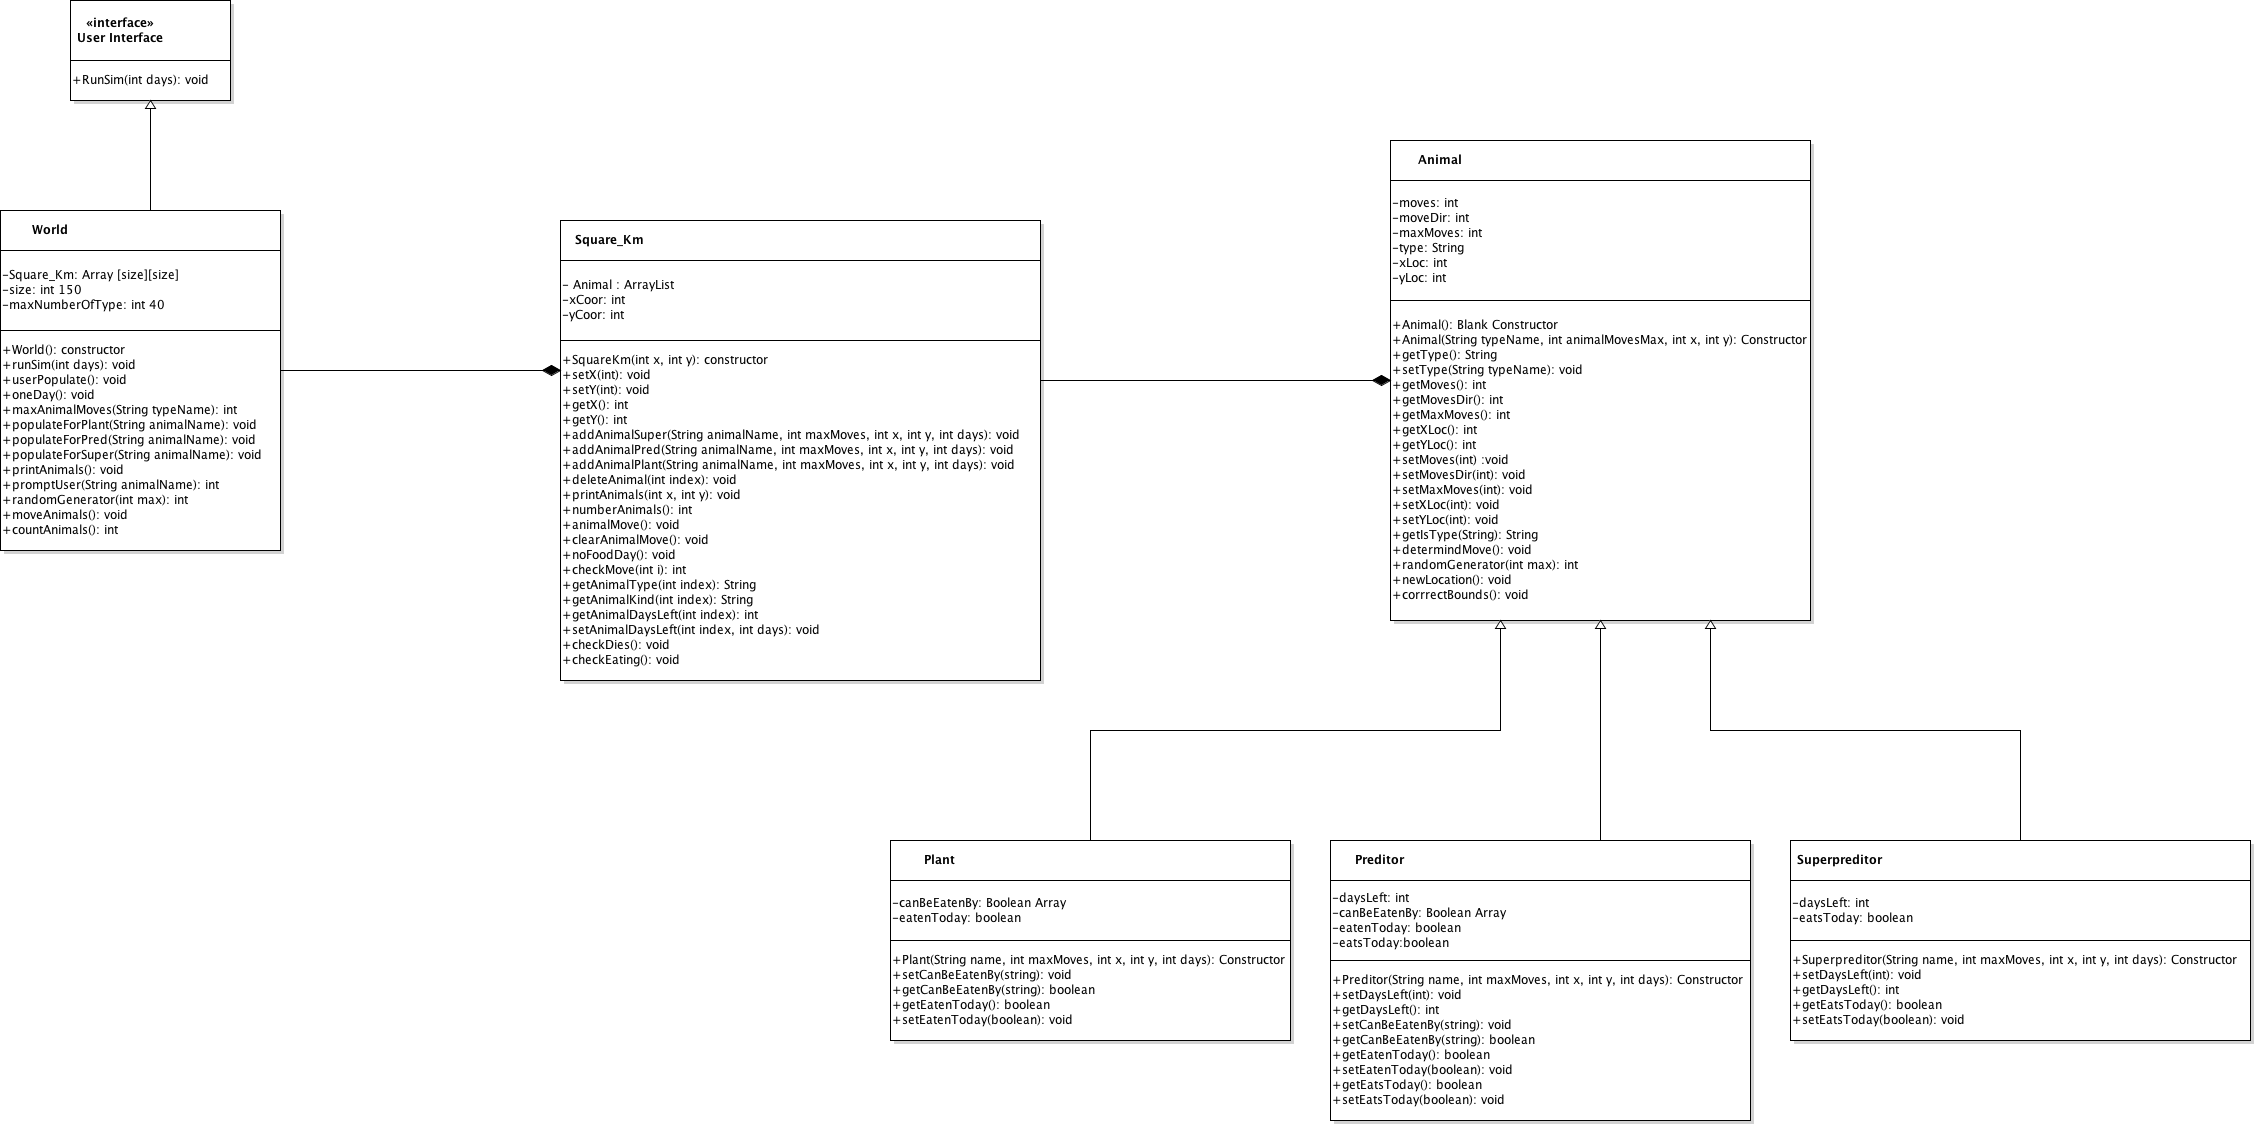 «interface»
User Interface
+RunSim(int days): void
World
-Square_Km: Array [size][size]
-size: int 150
-maxNumberOfType: int 40
+World(): constructor
+runSim(int days): void
+userPopulate(): void
+oneDay(): void
+maxAnimalMoves(String typeName): int
+populateForPlant(String animalName): void
+populateForPred(String animalName): void
+populateForSuper(String animalName): void
+printAnimals(): void
+promptUser(String animalName): int
+randomGenerator(int max): int
+moveAnimals(): void
+countAnimals(): int
Square_Km
- Animal : ArrayList
-xCoor: int
-yCoor: int
+SquareKm(int x, int y): constructor
+setX(int): void
+setY(int): void
+getX(): int
+getY(): int
+addAnimalSuper(String animalName, int maxMoves, int x, int y, int days): void
+addAnimalPred(String animalName, int maxMoves, int x, int y, int days): void
+addAnimalPlant(String animalName, int maxMoves, int x, int y, int days): void
+deleteAnimal(int index): void
+printAnimals(int x, int y): void
+numberAnimals(): int
+animalMove(): void
+clearAnimalMove(): void
+noFoodDay(): void
+checkMove(int i): int
+getAnimalType(int index): String
+getAnimalKind(int index): String
+getAnimalDaysLeft(int index): int
+setAnimalDaysLeft(int index, int days): void
+checkDies(): void
+checkEating(): void
Animal
-moves: int
-moveDir: int
-maxMoves: int
-type: String
-xLoc: int
-yLoc: int
+Animal(): Blank Constructor
+Animal(String typeName, int animalMovesMax, int x, int y): Constructor
+getType(): String
+setType(String typeName): void
+getMoves(): int
+getMovesDir(): int
+getMaxMoves(): int
+getXLoc(): int
+getYLoc(): int
+setMoves(int) :void
+setMovesDir(int): void
+setMaxMoves(int): void
+setXLoc(int): void
+setYLoc(int): void
+getIsType(String): String
+determindMove(): void
+randomGenerator(int max): int
+newLocation(): void
+corrrectBounds(): void
Plant
-canBeEatenBy: Boolean Array
-eatenToday: boolean
+Plant(String name, int maxMoves, int x, int y, int days): Constructor
+setCanBeEatenBy(string): void
+getCanBeEatenBy(string): boolean
+getEatenToday(): boolean
+setEatenToday(boolean): void
Preditor
-daysLeft: int
-canBeEatenBy: Boolean Array
-eatenToday: boolean
-eatsToday:boolean
+Preditor(String name, int maxMoves, int x, int y, int days): Constructor
+setDaysLeft(int): void
+getDaysLeft(): int
+setCanBeEatenBy(string): void
+getCanBeEatenBy(string): boolean
+getEatenToday(): boolean
+setEatenToday(boolean): void
+getEatsToday(): boolean
+setEatsToday(boolean): void
Superpreditor
-daysLeft: int
-eatsToday: boolean
+Superpreditor(String name, int maxMoves, int x, int y, int days): Constructor
+setDaysLeft(int): void
+getDaysLeft(): int
+getEatsToday(): boolean
+setEatsToday(boolean): void